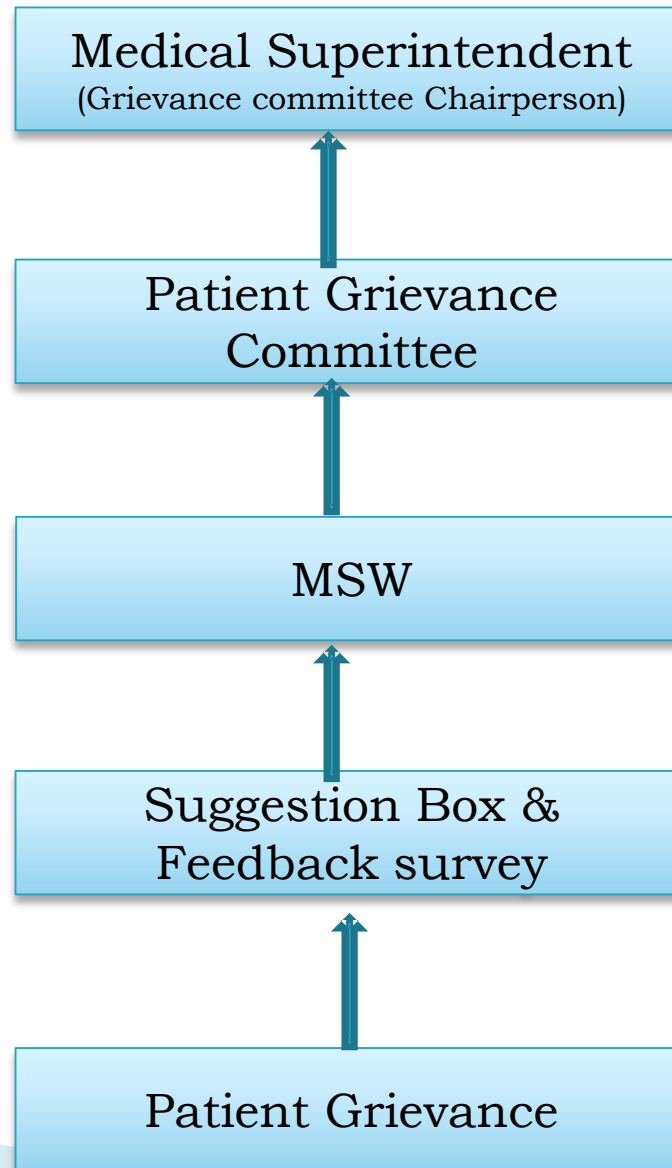 Medical Superintendent
(Grievance committee Chairperson)
Patient Grievance
Committee
MSW
Suggestion Box &
Feedback survey
Patient Grievance